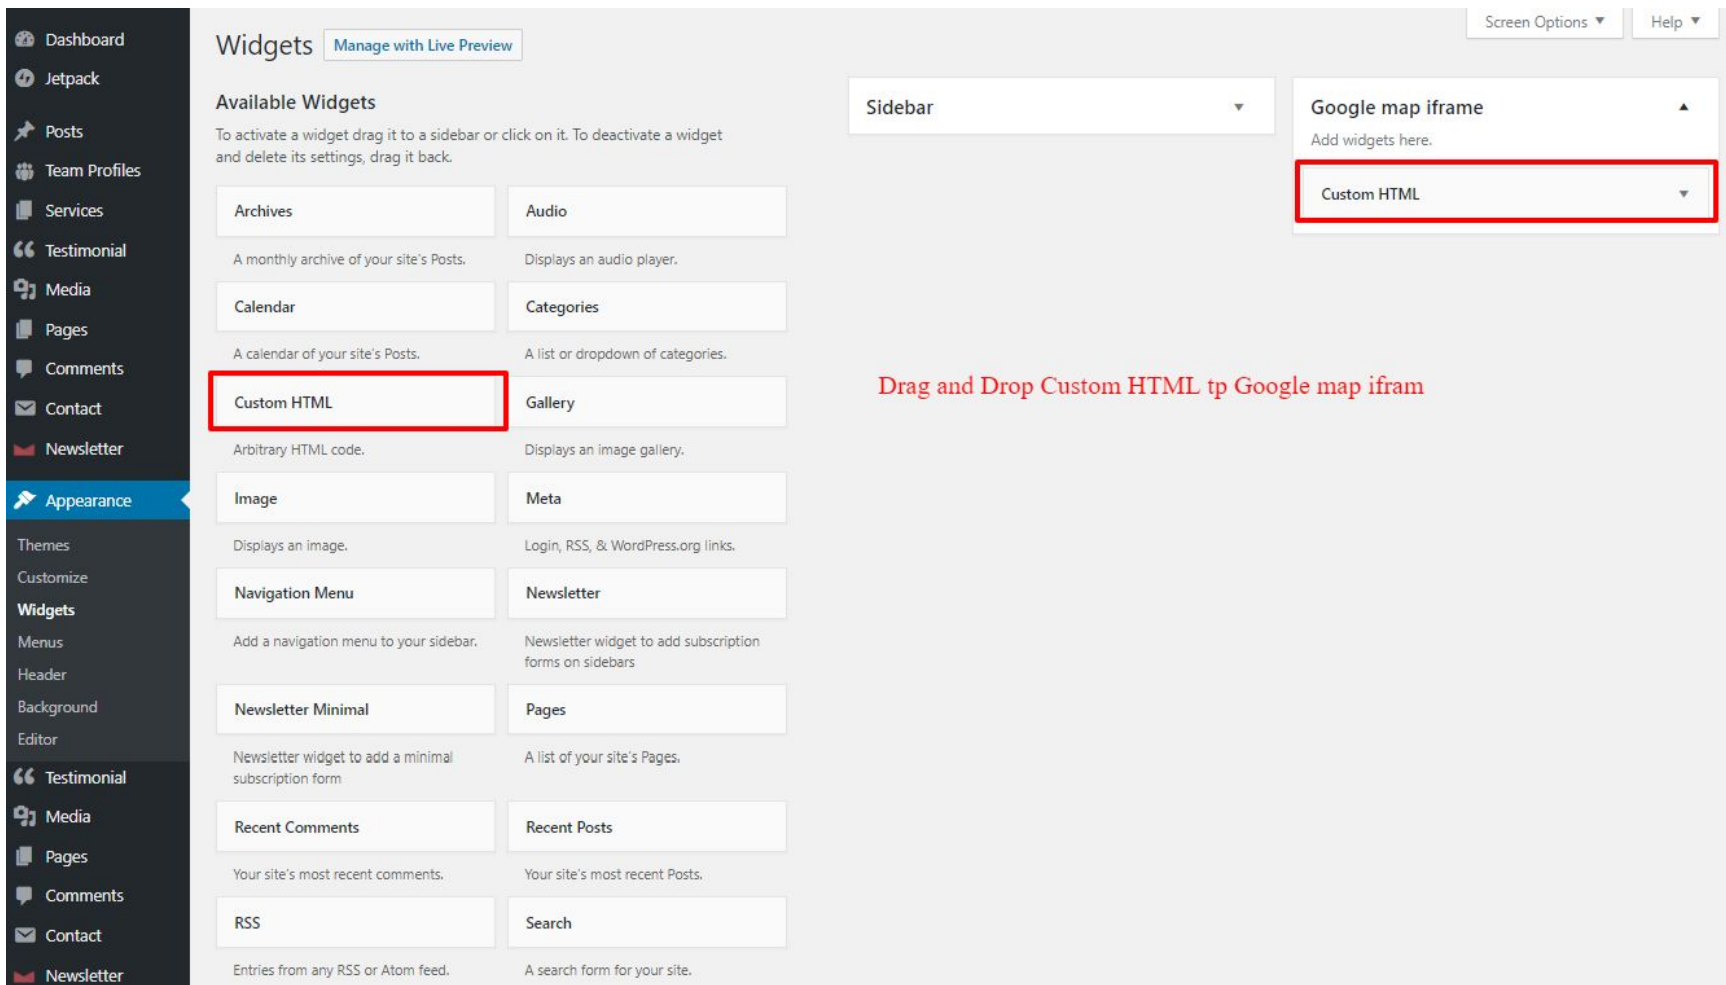 Dashboard
Jetpack
Posts
Team Profiles
Services
Testimonial
Media
Pages
Comments
Contact
Newsletter
Appearance
Themes
Customize
Widgets
Menus
Header
Background
Editor
Testimonial
Media
Pages
Comments
Contact
Newsletter
Screen Options
Help
Widgets
Manage with Live Preview
Available Widgets
To activate a widget drag it to a sidebar or click on it. To deactivate a widget
and delete its settings, drag it back.
Archives
A monthly archive of your site's Posts.
Audio
Displays an audio player.
Calendar
A calendar of your site's Posts.
Categories
A list or dropdown of categories.
Custom HTML
Arbitrary HTML code.
Gallery
Displays an image gallery.
Image
Displays an image.
Meta
Login, RSS, & WordPress.org links.
Navigation Menu
Add a navigation menu to your sidebar.
Newsletter
Newsletter widget to add subscription
forms on sidebars
Newsletter Minimal
Newsletter widget to add a minimal
subscription form
Pages
A list of your site's Pages.
Recent Comments
Your site's most recent comments.
Recent Posts
Your site's most recent Posts.
RSS
Entries from any RSS or Atom feed.
Search
A search form for your site.
Sidebar
Google map iframe
Add widgets here.
Custom HTML
Drag and Drop Custom HTML tp Google map ifram